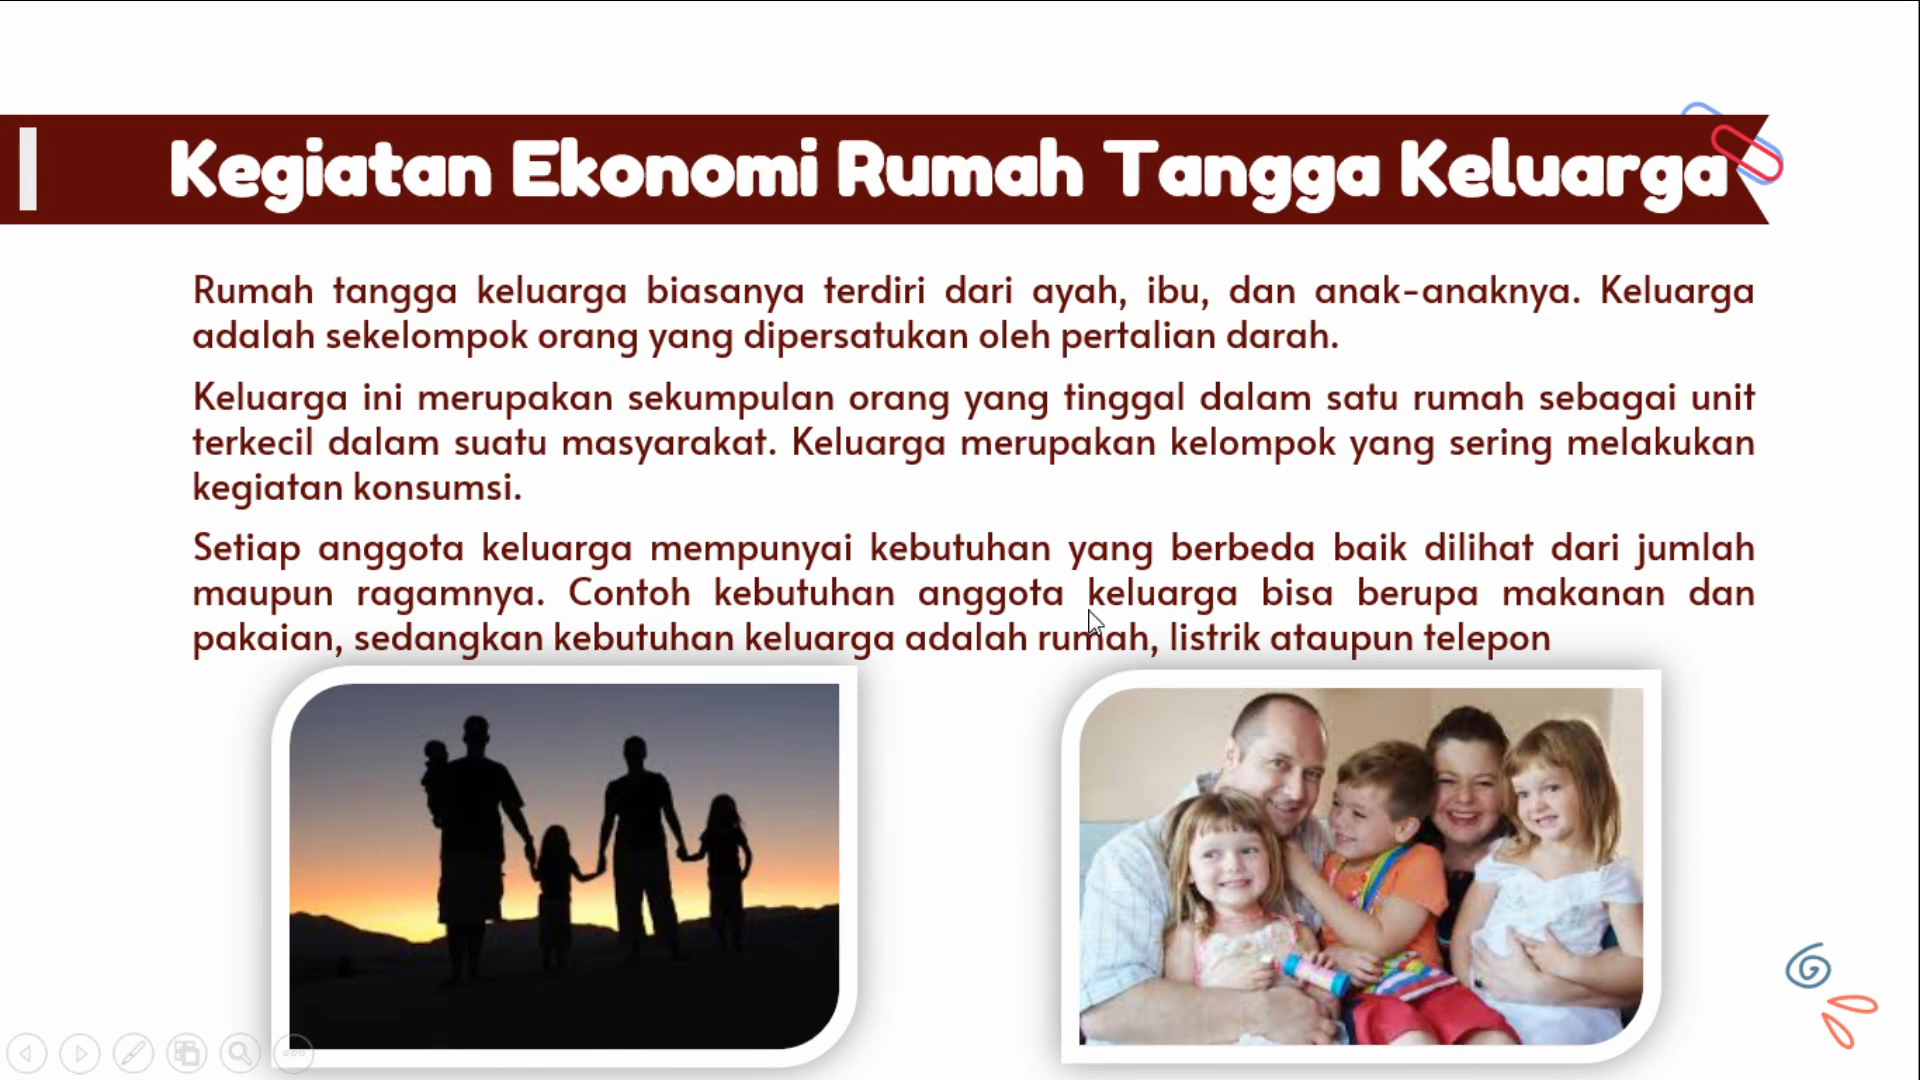 Kegiatan Ekonomi Rumah Tangga Keluarga
Rumah tangga keluarga biasanya terdiri dari ayah, ibu, dan anak-anaknya. Keluarga
adalah sekelompok orang yang dipersatukan oleh pertalian darah.
Keluarga ini merupakan sekumpulan orang yang tinggal dalam satu rumah sebagai unit
terkecil dalam suatu masyarakat. Keluarga merupakan kelompok yang sering melakukan
kegiatan konsumsi.
Setiap anggota keluarga mempunyai kebutuhan yang berbeda baik dilihat dari jumlah
maupun ragamnya. Contoh kebutuhan anggota keluarga bisa berupa makanan dan
pakaian, sedangkan kebutuhan keluarga adalah rumah, listrik ataupun telepon